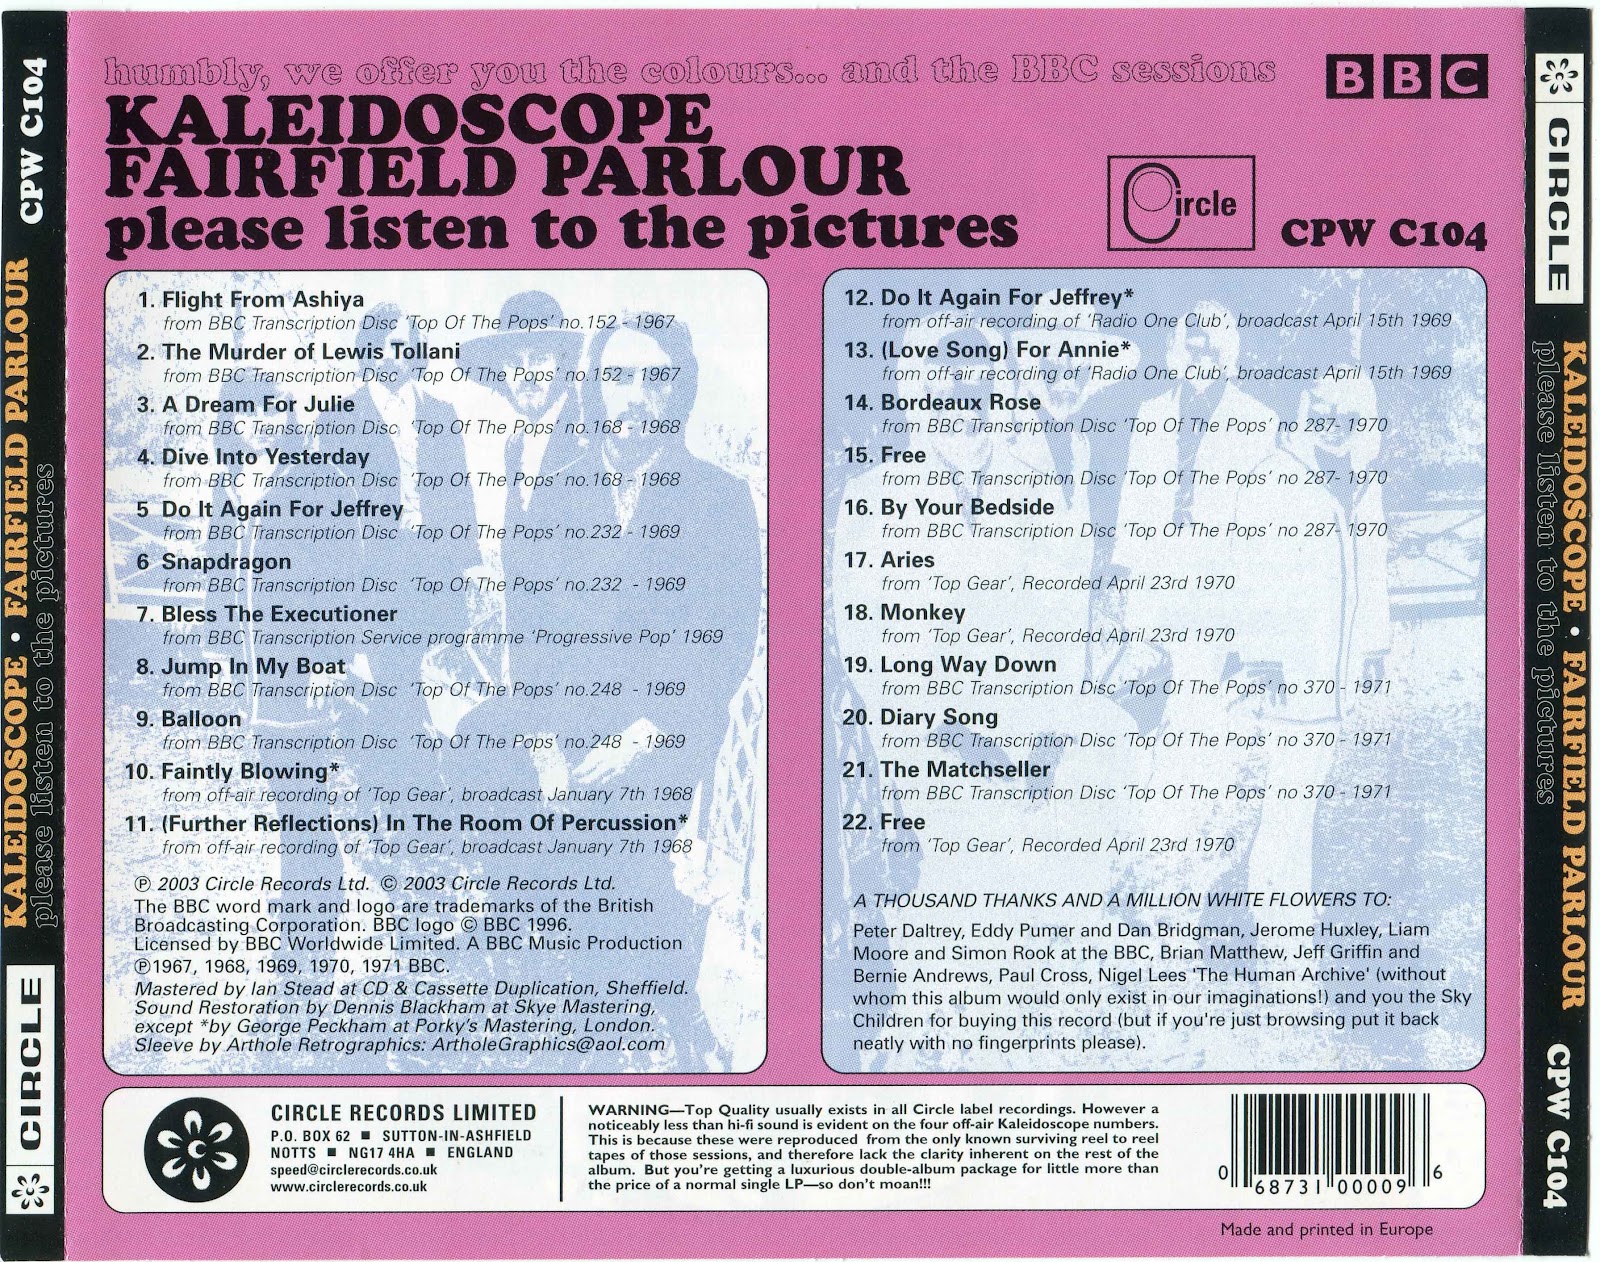 humbly, we offer you the colours... and the BBC sessions
BBC
KALEIDOSCOPE
FAIRFIELD PARLOUR
please listen to the pictures
Circle
CPW C104
1. Flight From Ashiya
from BBC Transcription Disc 'Top Of The Pops' no.152 - 1967
2. The Murder of Lewis Tollani
from BBC Transcription Disc 'Top Of The Pops' no.152 - 1967
3. A Dream For Julie
from BBC Transcription Disc 'Top Of The Pops' no.168 - 1968
4. Dive Into Yesterday
from BBC Transcription Disc 'Top Of The Pops' no.168 - 1968
5 Do It Again For Jeffrey
from BBC Transcription Disc 'Top Of The Pops' no.232 - 1969
6 Snapdragon
from BBC Transcription Disc 'Top Of The Pops' no.232 - 1969
7. Bless The Executioner
from BBC Transcription Service programme 'Progressive Pop' 1969
8. Jump In My Boat
from BBC Transcription Disc 'Top Of The Pops' no.248 - 1969
9. Balloon
from BBC Transcription Disc 'Top Of The Pops' no.248 - 1969
10. Faintly Blowing*
from off-air recording of 'Top Gear', broadcast January 7th 1968
11. (Further Reflections) In The Room Of Percussion*
from off-air recording of 'Top Gear', broadcast January 7th 1968
℗ 2003 Circle Records Ltd. © 2003 Circle Records Ltd.
The BBC word mark and logo are trademarks of the British
Broadcasting Corporation. BBC logo © BBC 1996.
Licensed by BBC Worldwide Limited. A BBC Music Production
℗1967, 1968, 1969, 1970, 1971 BBC.
Mastered by Ian Stead at CD & Cassette Duplication, Sheffield.
Sound Restoration by Dennis Blackham at Skye Mastering,
except *by George Peckham at Porky's Mastering, London.
Sleeve by Arthole Retrographics: ArtholeGraphics@aol.com
12. Do It Again For Jeffrey*
from off-air recording of 'Radio One Club', broadcast April 15th 1969
13. (Love Song) For Annie*
from off-air recording of 'Radio One Club', broadcast April 15th 1969
14. Bordeaux Rose
from BBC Transcription Disc 'Top Of The Pops' no 287- 1970
15. Free
from BBC Transcription Disc 'Top Of The Pops' no 287- 1970
16. By Your Bedside
from BBC Transcription Disc 'Top Of The Pops' no 287- 1970
17. Aries
from 'Top Gear', Recorded April 23rd 1970
18. Monkey
from 'Top Gear', Recorded April 23rd 1970
19. Long Way Down
from BBC Transcription Disc 'Top Of The Pops' no 370 - 1971
20. Diary Song
from BBC Transcription Disc 'Top Of The Pops' no 370 - 1971
21. The Matchseller
from BBC Transcription Disc 'Top Of The Pops' no 370 - 1971
22. Free
from 'Top Gear', Recorded April 23rd 1970
A THOUSAND THANKS AND A MILLION WHITE FLOWERS TO:
Peter Daltrey, Eddy Pumer and Dan Bridgman, Jerome Huxley, Liam
Moore and Simon Rook at the BBC, Brian Matthew, Jeff Griffin and
Bernie Andrews, Paul Cross, Nigel Lees 'The Human Archive' (without
whom this album would only exist in our imaginations!) and you the Sky
Children for buying this record (but if you're just browsing put it back
neatly with no fingerprints please).
CIRCLE RECORDS LIMITED
P.O. BOX 62 ■ SUTTON-IN-ASHFIELD
NOTTS ■ NG17 4HA ■ ENGLAND
speed@circlerecords.co.uk
www.circlerecords.co.uk
WARNING—Top Quality usually exists in all Circle label recordings. However a
noticeably less than hi-fi sound is evident on the four off-air Kaleidoscope numbers.
This is because these were reproduced from the only known surviving reel to reel
tapes of those sessions, and therefore lack the clarity inherent on the rest of the
album. But you're getting a luxurious double-album package for little more than
the price of a normal single LP—so don't moan!!!
0 68731 00009 6
Made and printed in Europe
CIRCLE
KALEIDOSCOPE • FAIRFIELD PARLOUR
please listen to the pictures
CPW C104
CIRCLE
KALEIDOSCOPE • FAIRFIELD PARLOUR
please listen to the pictures
CPW C104